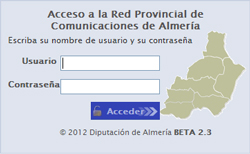 Acceso a la Red Provincial de
Comunicaciones de Almería
Escriba su nombre de usuario y su contraseña
Usuario
Contraseña
Acceder
© 2012 Diputación de Almería BETA 2.3